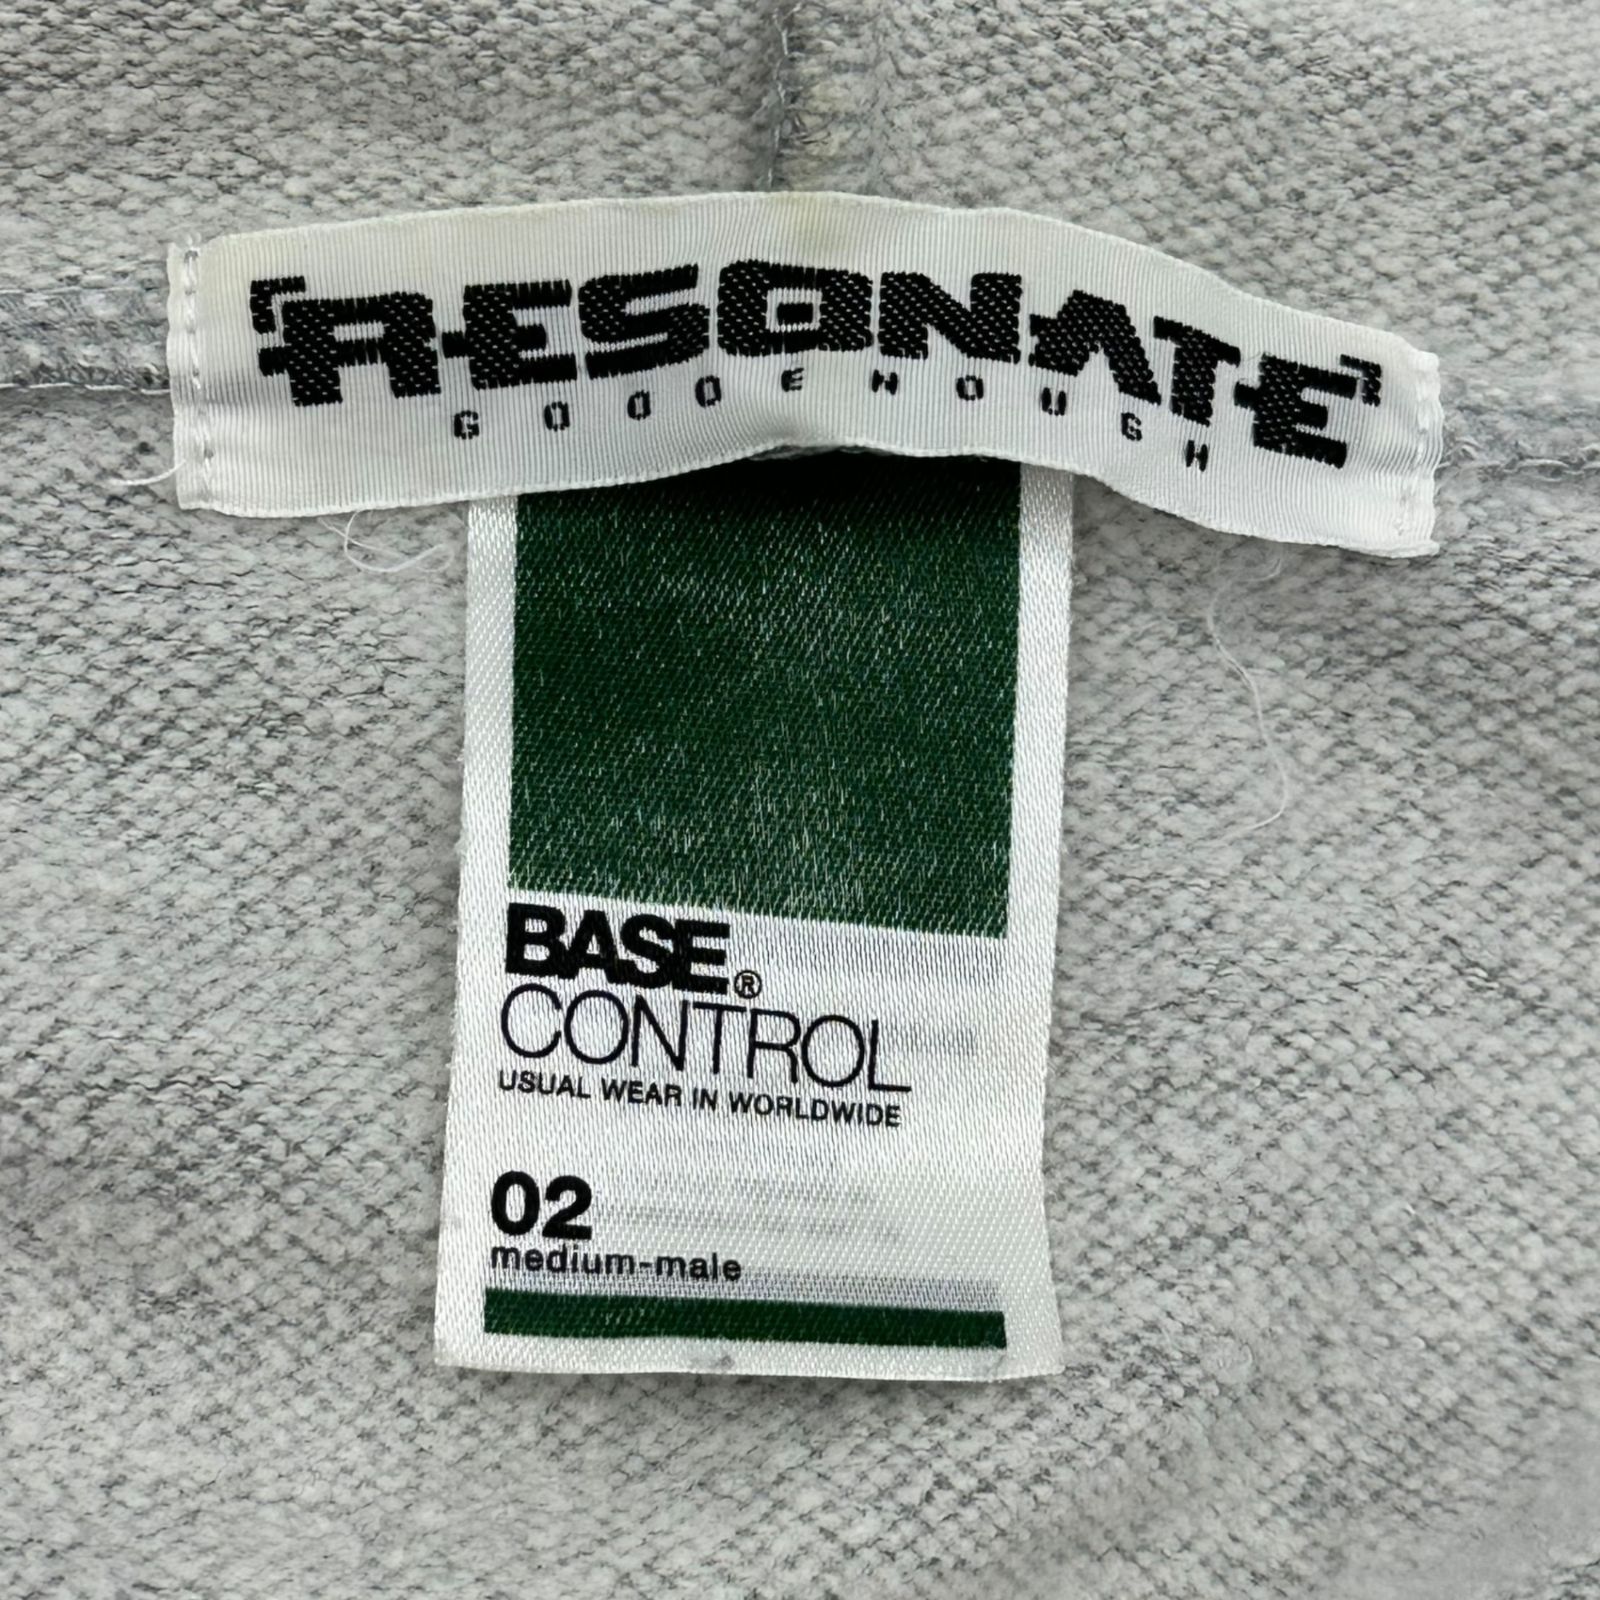 「RESONATE」
GOODENOUGH
BASE®
CONTROL
USUAL WEAR IN WORLDWIDE
02
medium-male